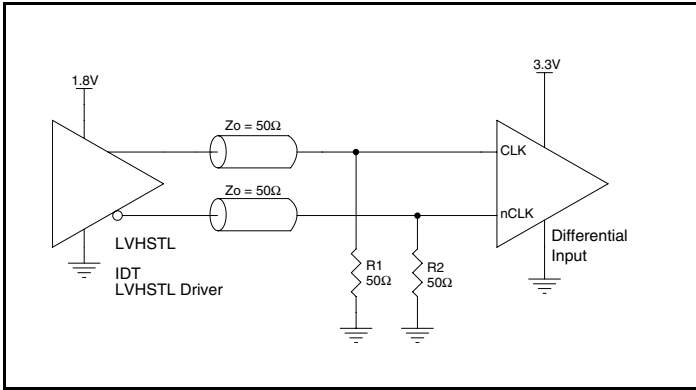 1.8V
3.3V
Zo = 50Ω
CLK
Zo = 50Ω
nCLK
LVHSTL
Differential
Input
IDT
LVHSTL Driver
R1
50Ω
R2
50Ω